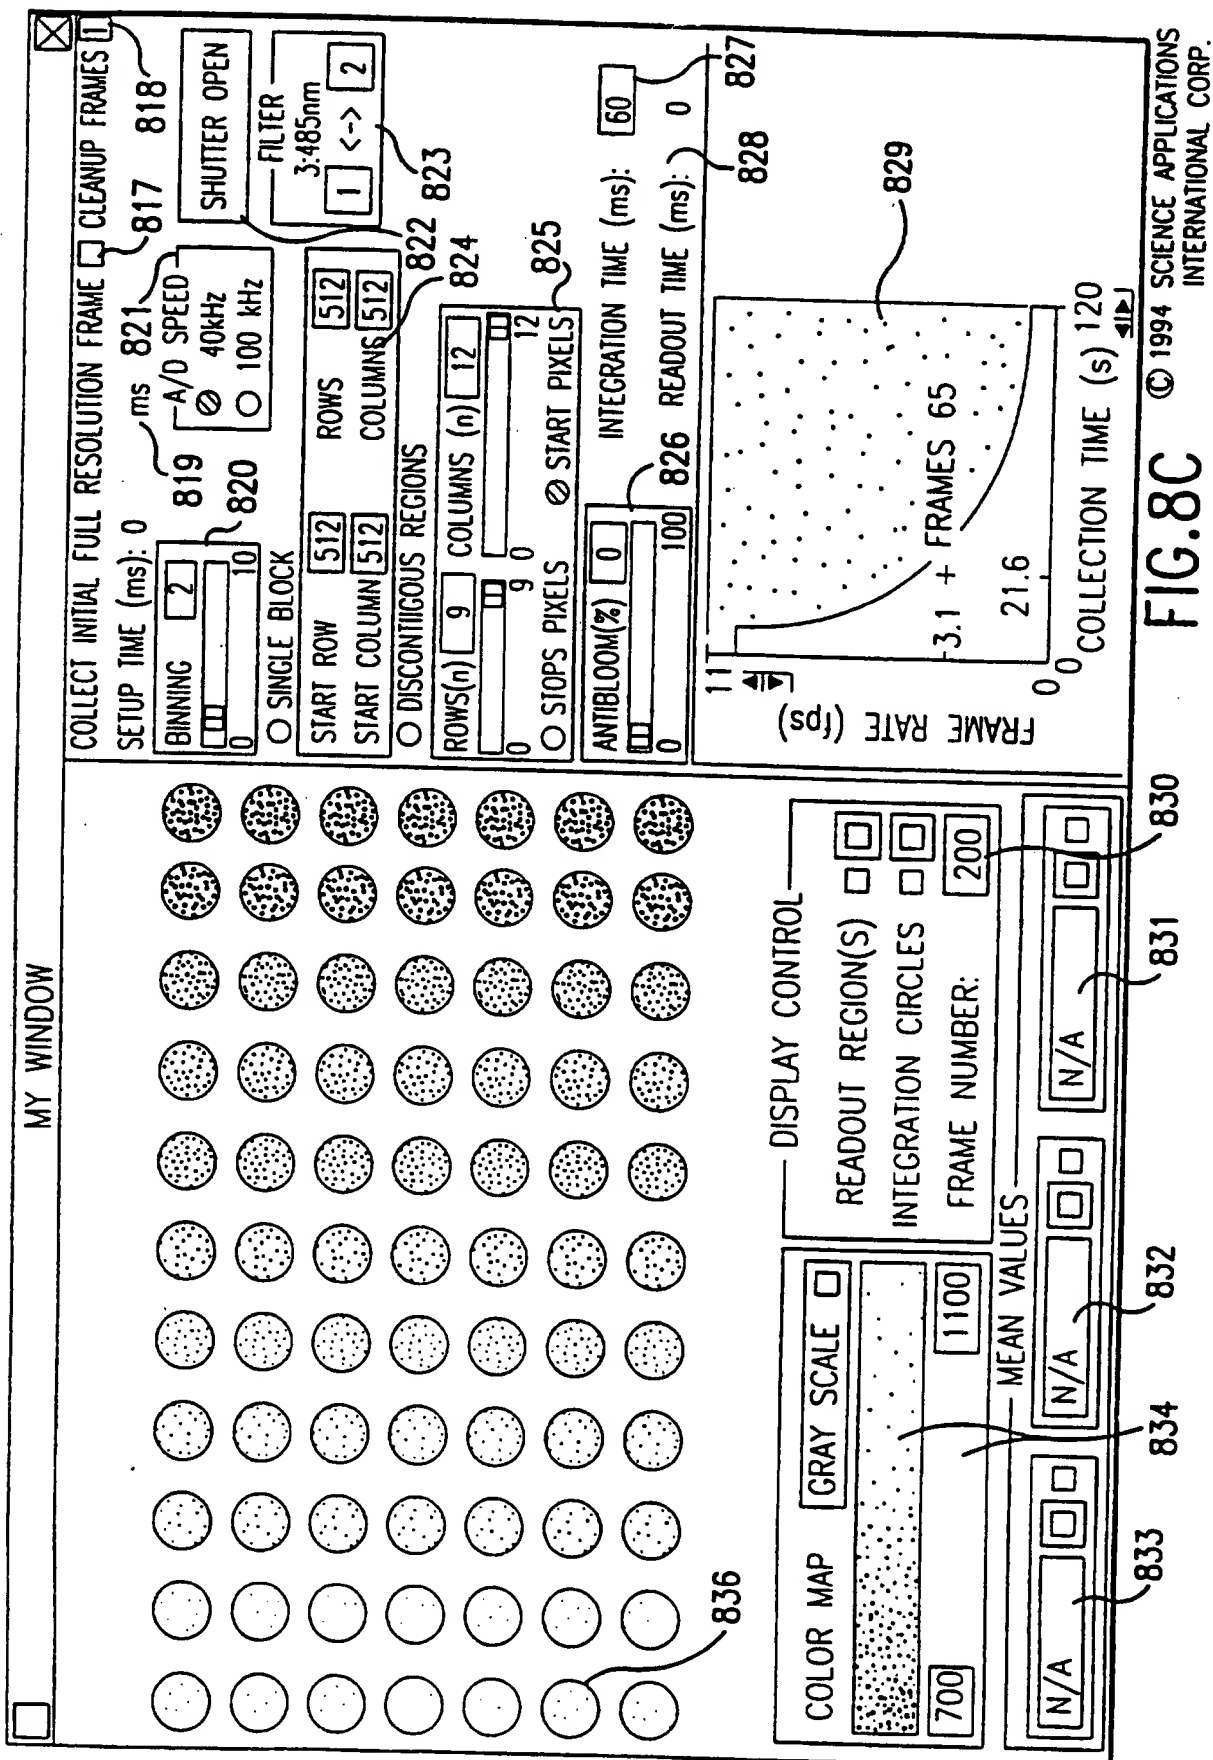 MY WINDOW
COLLECT INITIAL FULL RESOLUTION FRAME
CLEANUP FRAMES 1
817
818
SETUP TIME (ms): 0
ms
819
821
820
BINNING 2
0 10
A/D SPEED
40kHz
100 kHz
SHUTTER OPEN
822
FILTER
3:485nm
1 <-> 2
823
SINGLE BLOCK
START ROW 512 ROWS 512
START COLUMN 512 COLUMNS 512
824
DISCONTIIGOUS REGIONS
ROWS(n) 9 COLUMNS (n) 12
0 9 0 12
STOPS PIXELS START PIXELS
825
ANTIBLOOM(%) 0
0 100
826
INTEGRATION TIME (ms): 60
827
READOUT TIME (ms): 0
828
FRAME RATE (fps)
11
3.1 + FRAMES 65
21.6
0
0
COLLECTION TIME (s) 120
829
836
COLOR MAP GRAY SCALE
700 1100
834
DISPLAY CONTROL
READOUT REGION(S)
INTEGRATION CIRCLES
FRAME NUMBER: 200
830
MEAN VALUES
N/A N/A N/A
833 832 831
FIG.8C
© 1994 SCIENCE APPLICATIONS
INTERNATIONAL CORP.